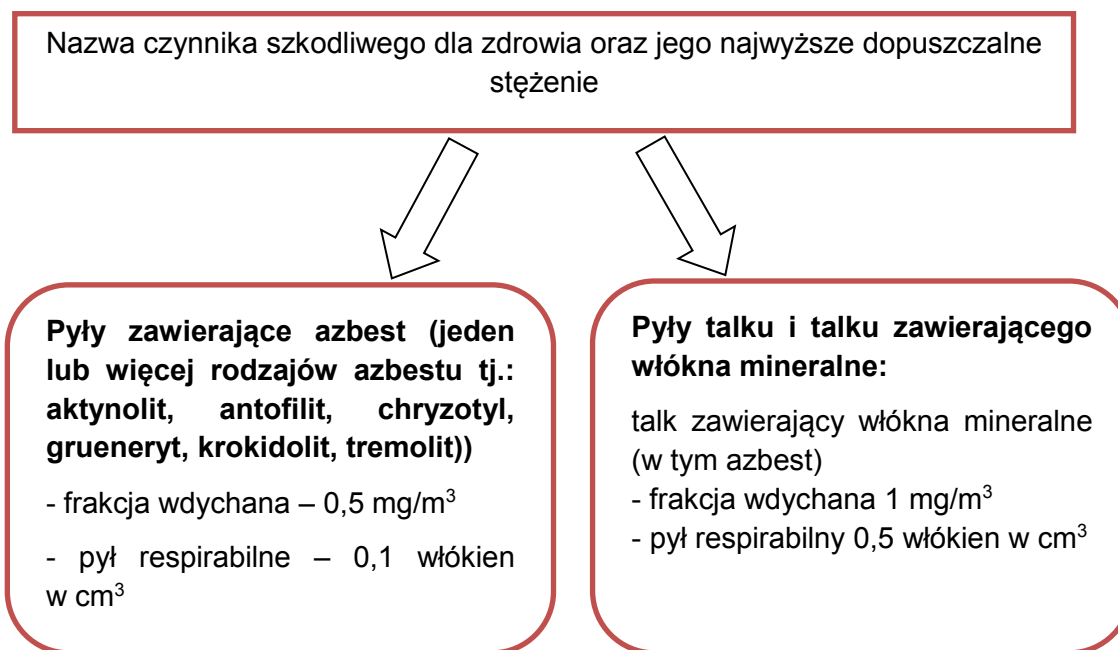 Nazwa czynnika szkodliwego dla zdrowia oraz jego najwyższe dopuszczalne
stężenie
Pyły zawierające azbest (jeden
lub więcej rodzajów azbestu tj.:
aktynolit, antofilit, chryzotyl,
grueneryt, krokidolit, tremolit))
- frakcja wdychana – 0,5 mg/m³
- pył respirabilne – 0,1 włókien
w cm³
Pyły talku i talku zawierającego
włókna mineralne:
talk zawierający włókna mineralne
(w tym azbest)
- frakcja wdychana 1 mg/m³
- pył respirabilny 0,5 włókien w cm³